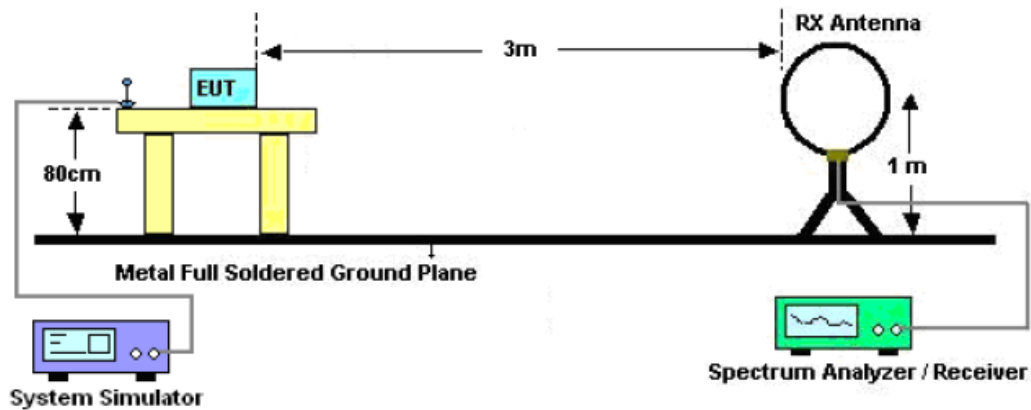 RX Antenna
3m
EUT
80cm
1 m
Metal Full Soldered Ground Plane
System Simulator
Spectrum Analyzer / Receiver